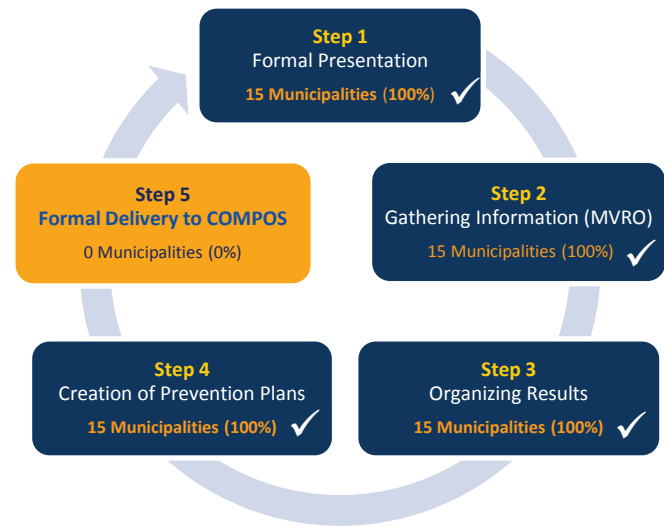 Step 1
Formal Presentation
15 Municipalities (100%)
Step 2
Gathering Information (MVRO)
15 Municipalities (100%)
Step 3
Organizing Results
15 Municipalities (100%)
Step 4
Creation of Prevention Plans
15 Municipalities (100%)
Step 5
Formal Delivery to COMPOS
0 Municipalities (0%)